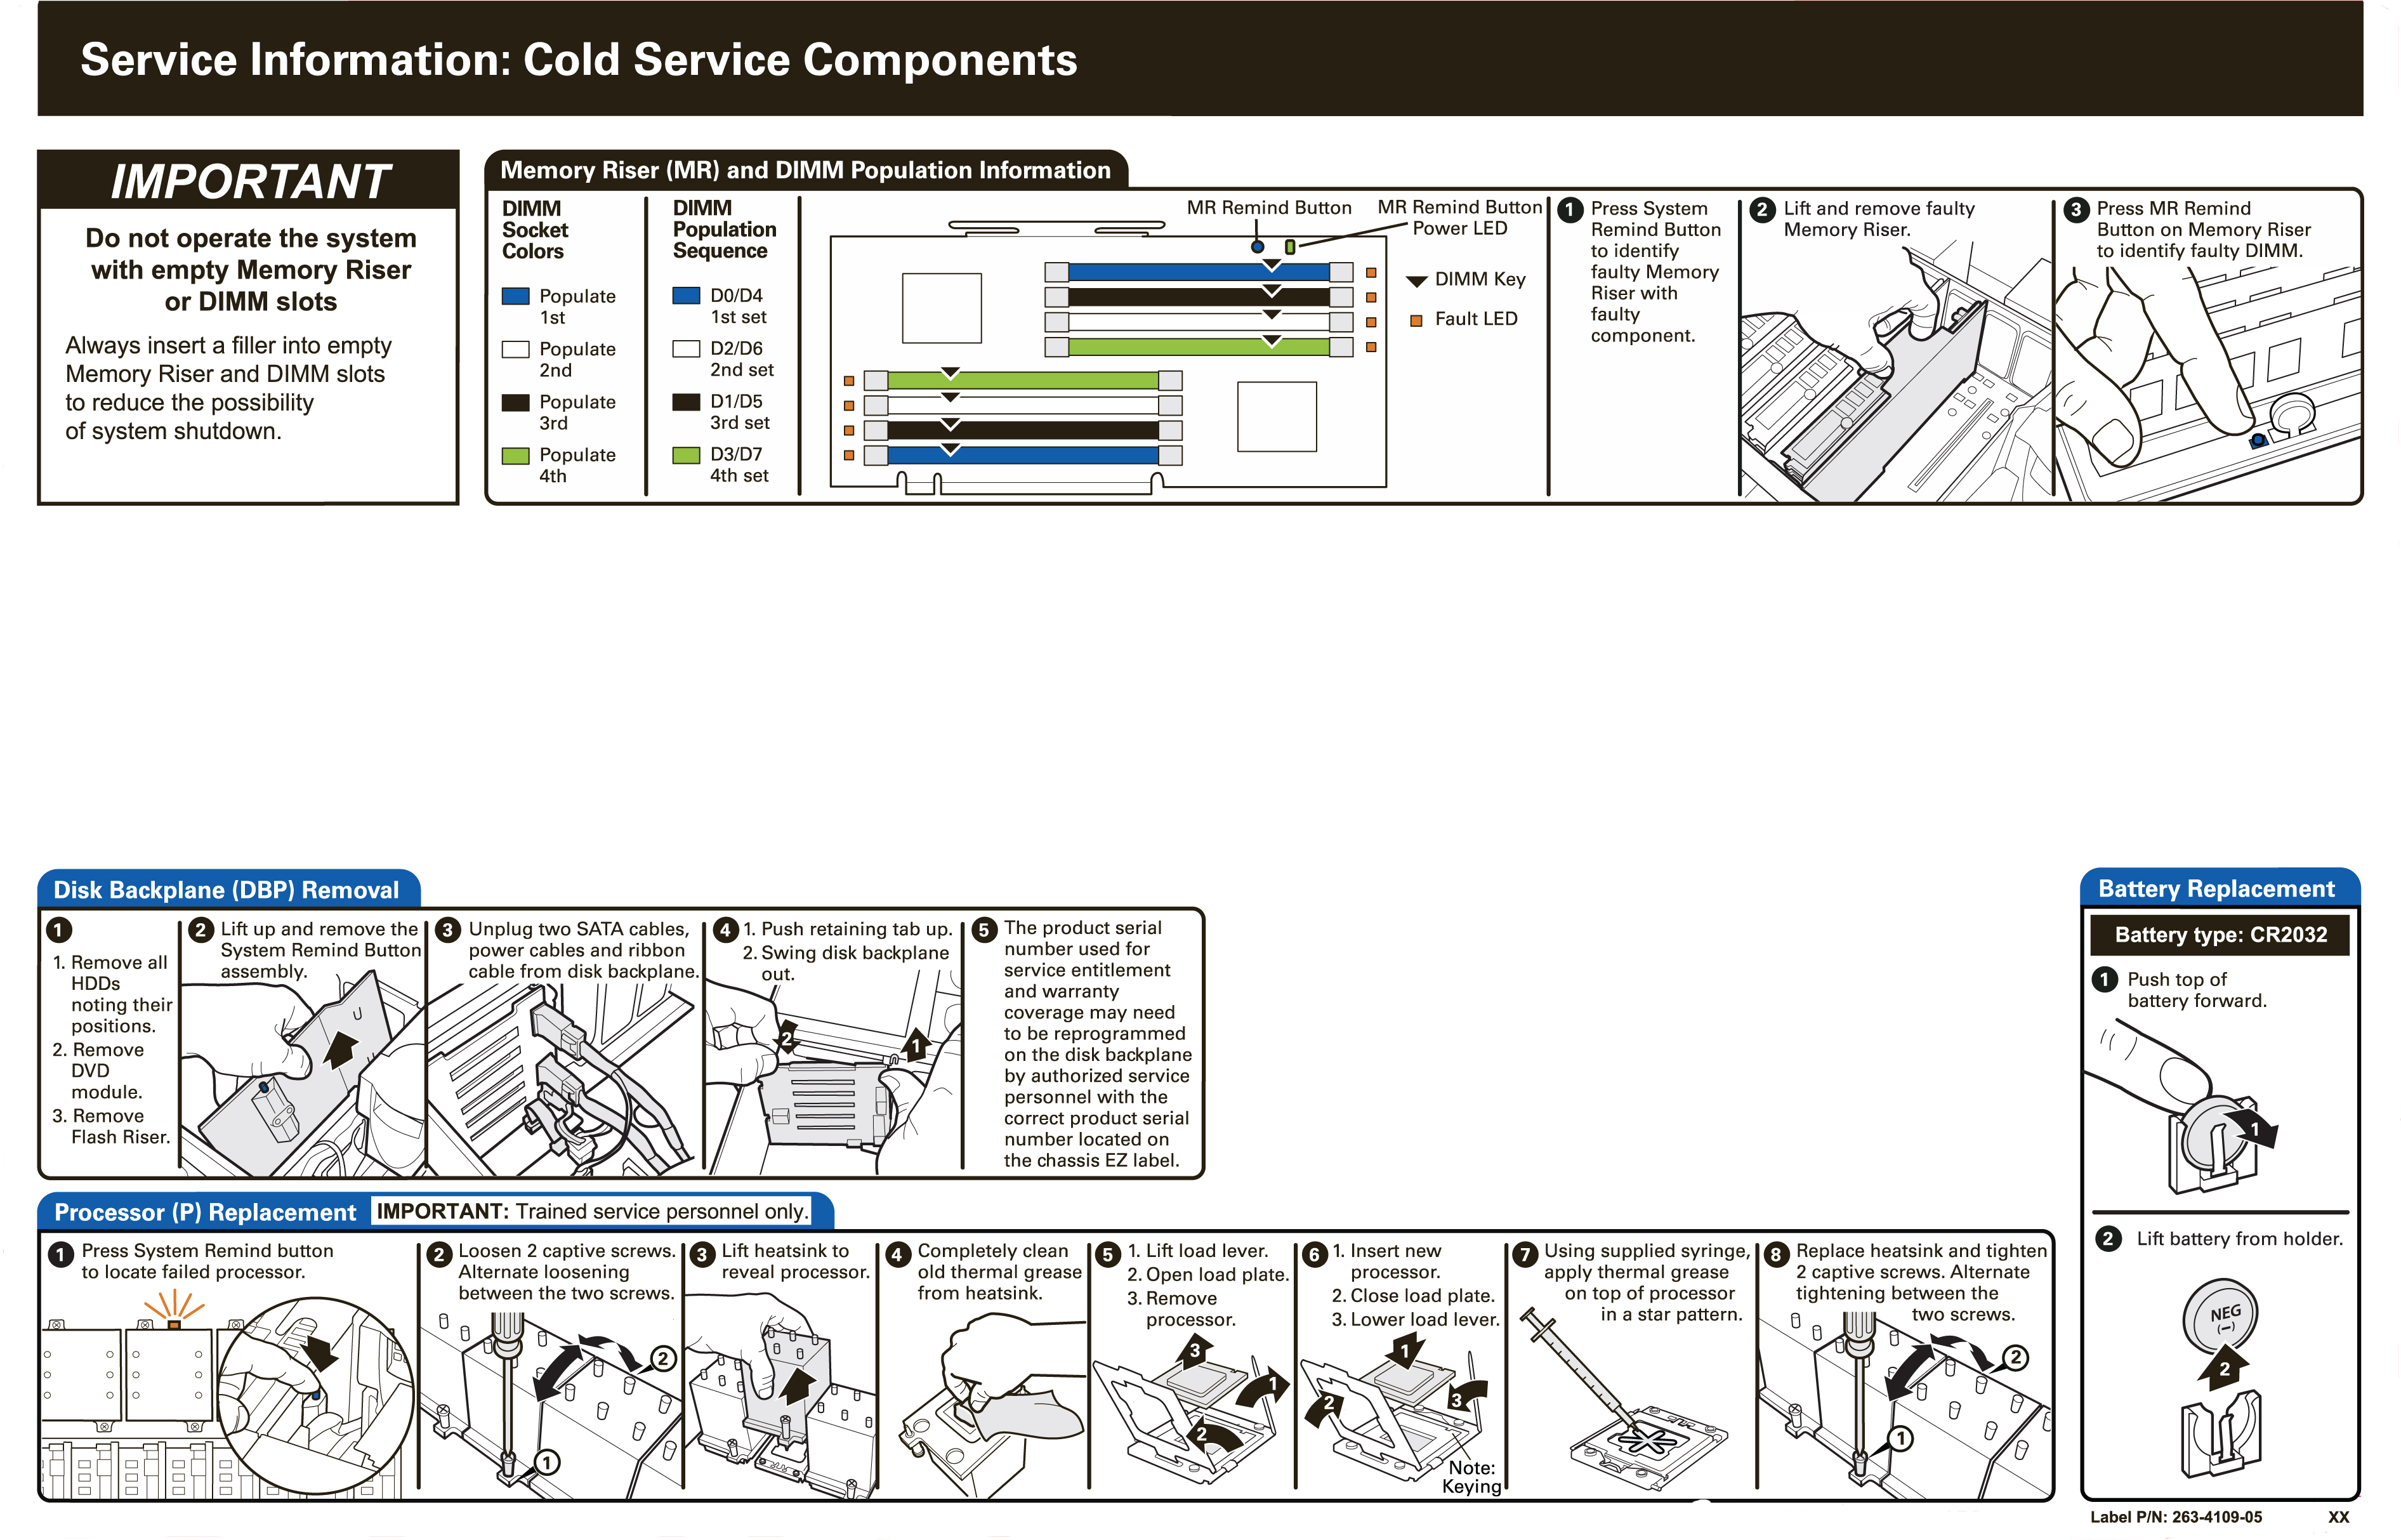 Service Information: Cold Service Components
IMPORTANT
Do not operate the system
with empty Memory Riser
or DIMM slots
Always insert a filler into empty
Memory Riser and DIMM slots
to reduce the possibility
of system shutdown.
Memory Riser (MR) and DIMM Population Information
DIMM
Socket
Colors
Populate
1st
Populate
2nd
Populate
3rd
Populate
4th
DIMM
Population
Sequence
D0/D4
1st set
D2/D6
2nd set
D1/D5
3rd set
D3/D7
4th set
MR Remind Button
MR Remind Button
Power LED
DIMM Key
Fault LED
1 Press System
Remind Button
to identify
faulty Memory
Riser with
faulty
component.
2 Lift and remove faulty
Memory Riser.
3 Press MR Remind
Button on Memory Riser
to identify faulty DIMM.
Disk Backplane (DBP) Removal
1
1. Remove all
HDDs
noting their
positions.
2. Remove
DVD
module.
3. Remove
Flash Riser.
2 Lift up and remove the
System Remind Button
assembly.
3 Unplug two SATA cables,
power cables and ribbon
cable from disk backplane.
4 1. Push retaining tab up.
2. Swing disk backplane
out.
2
1
5 The product serial
number used for
service entitlement
and warranty
coverage may need
to be reprogrammed
on the disk backplane
by authorized service
personnel with the
correct product serial
number located on
the chassis EZ label.
Processor (P) Replacement IMPORTANT: Trained service personnel only.
1 Press System Remind button
to locate failed processor.
2 Loosen 2 captive screws.
Alternate loosening
between the two screws.
2
1
3 Lift heatsink to
reveal processor.
4 Completely clean
old thermal grease
from heatsink.
5 1. Lift load lever.
2. Open load plate.
3. Remove
processor.
3
1
2
6 1. Insert new
processor.
2. Close load plate.
3. Lower load lever.
1
2
3
Note:
Keying
7 Using supplied syringe,
apply thermal grease
on top of processor
in a star pattern.
8 Replace heatsink and tighten
2 captive screws. Alternate
tightening between the
two screws.
2
1
Battery Replacement
Battery type: CR2032
1 Push top of
battery forward.
1
2 Lift battery from holder.
NEG
(–)
2
Label P/N: 263-4109-05 XX